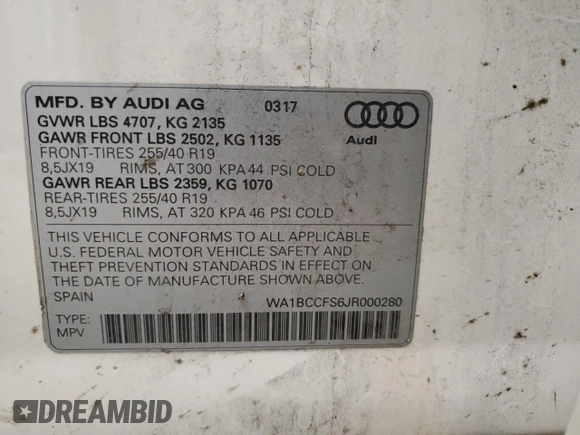 MFD. BY AUDI AG 0317
GVWR LBS 4707, KG 2135
GAWR FRONT LBS 2502, KG 1135
FRONT-TIRES 255/40 R19
8,5JX19 RIMS, AT 300 KPA 44 PSI COLD
GAWR REAR LBS 2359, KG 1070
REAR-TIRES 255/40 R19
8,5JX19 RIMS, AT 320 KPA 46 PSI COLD
Audi
THIS VEHICLE CONFORMS TO ALL APPLICABLE
U.S. FEDERAL MOTOR VEHICLE SAFETY AND
THEFT PREVENTION STANDARDS IN EFFECT ON
THE DATE OF MANUFACTURE SHOWN ABOVE.
SPAIN WA1BCCFS6JR000280
TYPE:
MPV
DREAMBID